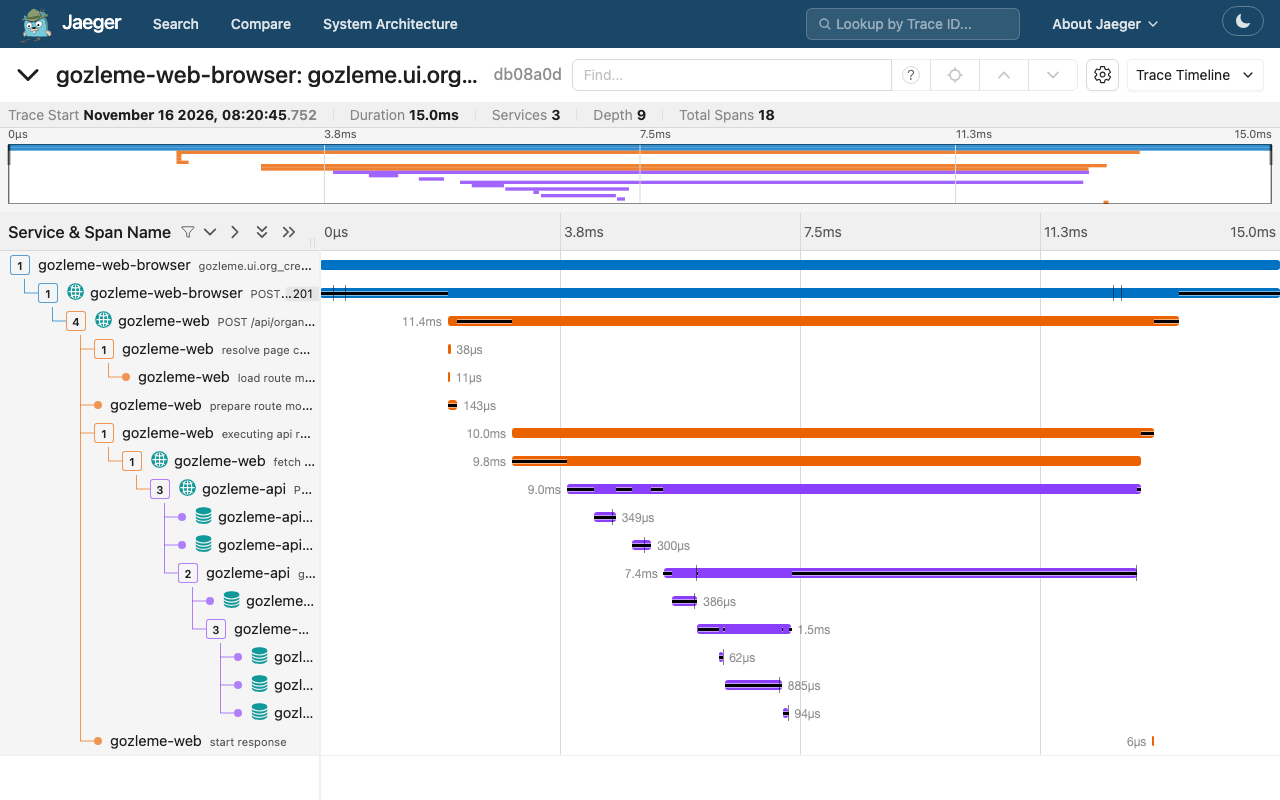 Jaeger Search Compare System Architecture Lookup by Trace ID... About Jaeger
gozleme-web-browser: gozleme.ui.org... db08a0d Find... ? Trace Timeline
Trace Start November 16 2026, 08:20:45.752 Duration 15.0ms Services 3 Depth 9 Total Spans 18
0μs 3.8ms 7.5ms 11.3ms 15.0ms
Service & Span Name 0μs 3.8ms 7.5ms 11.3ms 15.0ms
1 gozleme-web-browser gozleme.ui.org_cre...
1 gozleme-web-browser POST... 201
4 gozleme-web POST /api/organ... 11.4ms
1 gozleme-web resolve page c... 38μs
gozleme-web load route m... 11μs
gozleme-web prepare route mo... 143μs
1 gozleme-web executing api r... 10.0ms
1 gozleme-web fetch ... 9.8ms
3 gozleme-api P... 9.0ms
gozleme-api... 349μs
gozleme-api... 300μs
2 gozleme-api g... 7.4ms
gozleme... 386μs
3 gozleme-... 1.5ms
gozl... 62μs
gozl... 885μs
gozl... 94μs
gozleme-web start response 6μs